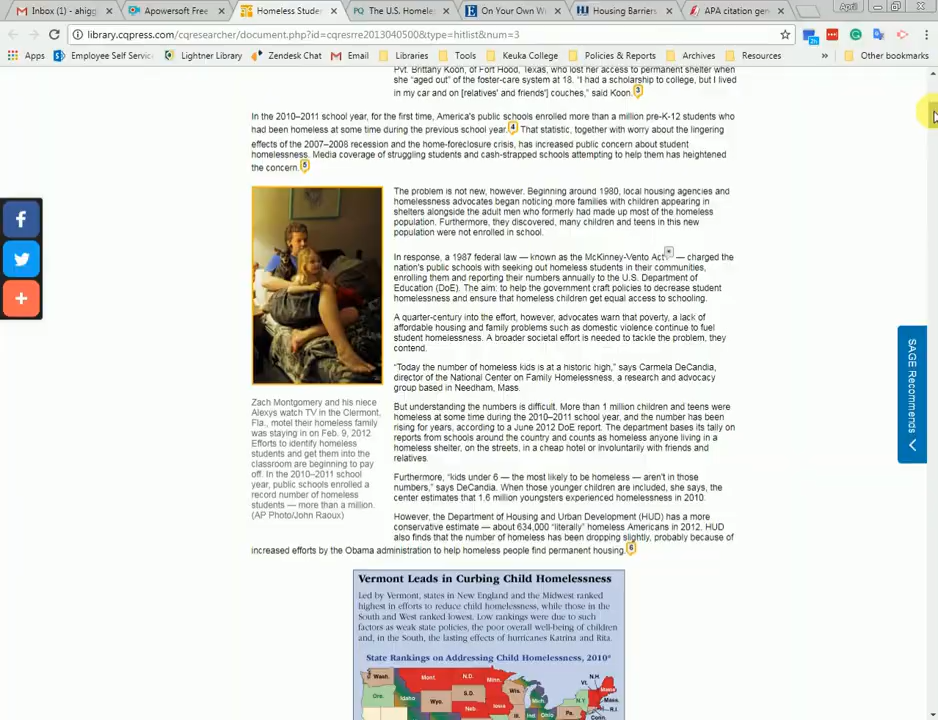 Inbox (1) - ahigg
Apowersoft Free
Homeless Studen
PQ The U.S. Homeles
On Your Own W
Housing Barriers
APA citation gen
April
library.cqpress.com/cqresearcher/document.php?id=cqresrre2013040500&type=hitlist&num=3
Apps
Employee Self Servic
Lightner Library
Zendesk Chat
Email
Keuka Colleges
Policies & Reports
Archives
Resources
»
Other bookmarks
Pvt. Brittany Koon, of Fort Hood, Texas, who lost her access to permanent shelter when
she "aged out" of the foster-care system at 18. "I had a scholarship to college, but I lived
in my car and on [relatives' and friends'] couches," said Koon. 3
In the 2010–2011 school year, for the first time, America's public schools enrolled more than a million pre-K-12 students who
had been homeless at some time during the previous school year. 4 That statistic, together with worry about the lingering
effects of the 2007–2008 recession and the home-foreclosure crisis, has increased public concern about student
homelessness. Media coverage of struggling students and cash-strapped schools attempting to help them has heightened
the concern. 5
The problem is not new, however. Beginning around 1980, local housing agencies and
homelessness advocates began noticing more families with children appearing in
shelters alongside the adult men who formerly had made up most of the homeless
population. Furthermore, they discovered, many children and teens in this new
population were not enrolled in school.
In response, a 1987 federal law — known as the McKinney-Vento Act * — charged the
nation's public schools with seeking out homeless students in their communities,
enrolling them and reporting their numbers annually to the U.S. Department of
Education (DoE). The aim: to help the government craft policies to decrease student
homelessness and ensure that homeless children get equal access to schooling.
A quarter-century into the effort, however, advocates warn that poverty, a lack of
affordable housing and family problems such as domestic violence continue to fuel
student homelessness. A broader societal effort is needed to tackle the problem, they
contend.
"Today the number of homeless kids is at a historic high," says Carmela DeCandia,
director of the National Center on Family Homelessness, a research and advocacy
group based in Needham, Mass.
But understanding the numbers is difficult. More than 1 million children and teens were
homeless at some time during the 2010–2011 school year, and the number has been
rising for years, according to a June 2012 DoE report. The department bases its tally on
reports from schools around the country and counts as homeless anyone living in a
homeless shelter, on the streets, in a cheap hotel or involuntarily with friends and
relatives.
Furthermore, "kids under 6 — the most likely to be homeless — aren't in those
numbers," says DeCandia. When those younger children are included, she says, the
center estimates that 1.6 million youngsters experienced homelessness in 2010.
However, the Department of Housing and Urban Development (HUD) has a more
conservative estimate — about 634,000 "literally" homeless Americans in 2012. HUD
also finds that the number of homeless has been dropping slightly, probably because of
increased efforts by the Obama administration to help homeless people find permanent housing. 6
Zach Montgomery and his niece
Alexys watch TV in the Clermont,
Fla., motel their homeless family
was staying in on Feb. 9, 2012.
Efforts to identify homeless
students and get them into the
classroom are beginning to pay
off. In the 2010-2011 school
year, public schools enrolled a
record number of homeless
students — more than a million.
(AP Photo/John Raoux)
SAGE Recommends
Vermont Leads in Curbing Child Homelessness
Led by Vermont, states in New England and the Midwest ranked
highest in efforts to reduce child homelessness, while those in the
South and West ranked lowest. Low rankings were due to such
factors as weak state policies, the poor overall well-being of children
and, in the South, the lasting effects of hurricanes Katrina and Rita.
State Rankings on Addressing Child Homelessness, 2010*
Wash.
Mont.
N.D.
Minn.
Vt.
N.H.
Maine
Ore.
Idaho
Wyo.
S.D.
Wis.
Mich.
N.Y.
Mass.
R.I.
Neb.
Iowa
Ind.
Ohio
Pa.
Conn.